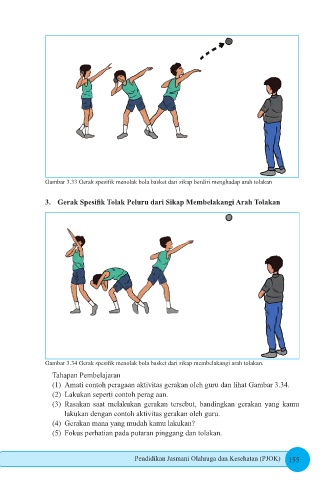 Gambar 3.33 Gerak spesifik menolak bola basket dari sikap berdiri menghadap arah tolakan
3. Gerak Spesifik Tolak Peluru dari Sikap Membelakangi Arah Tolakan
Gambar 3.34 Gerak spesifik menolak bola basket dari sikap membelakangi arah tolakan.
Tahapan Pembelajaran
(1) Amati contoh peragaan aktivitas gerakan oleh guru dan lihat Gambar 3.34.
(2) Lakukan seperti contoh perag aan.
(3) Rasakan saat melakukan gerakan tersebut, bandingkan gerakan yang kamu
lakukan dengan contoh aktivitas gerakan oleh guru.
(4) Gerakan mana yang mudah kamu lakukan?
(5) Fokus perhatian pada putaran pinggang dan tolakan.
Pendidikan Jasmani Olahraga dan Kesehatan (PJOK) 155